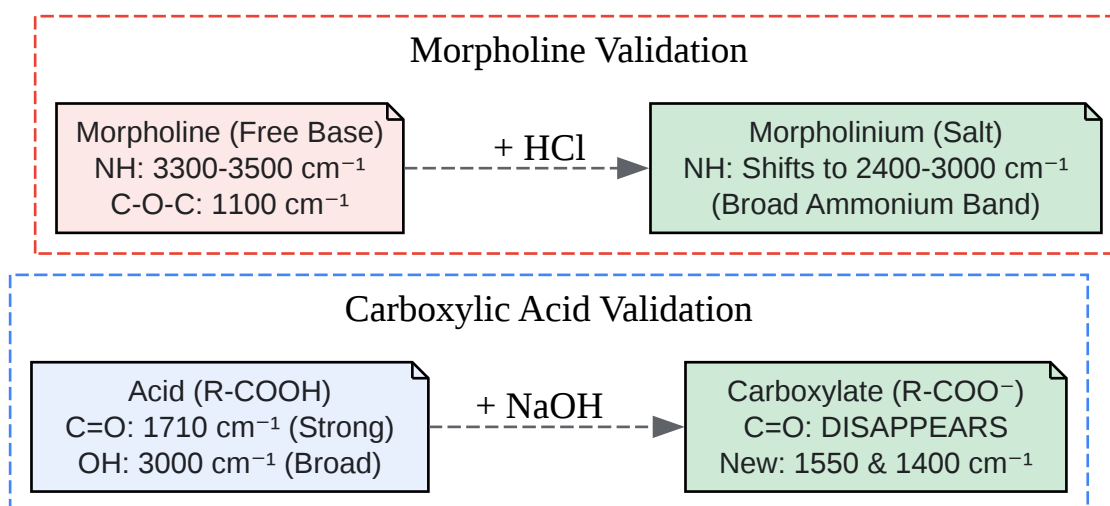 Morpholine Validation
Morpholine (Free Base)
NH: 3300-3500 cm⁻¹
C-O-C: 1100 cm⁻¹
+ HCl
Morpholinium (Salt)
NH: Shifts to 2400-3000 cm⁻¹
(Broad Ammonium Band)
Carboxylic Acid Validation
Acid (R-COOH)
C=O: 1710 cm⁻¹ (Strong)
OH: 3000 cm⁻¹ (Broad)
+ NaOH
Carboxylate (R-COO⁻)
C=O: DISAPPEARS
New: 1550 & 1400 cm⁻¹